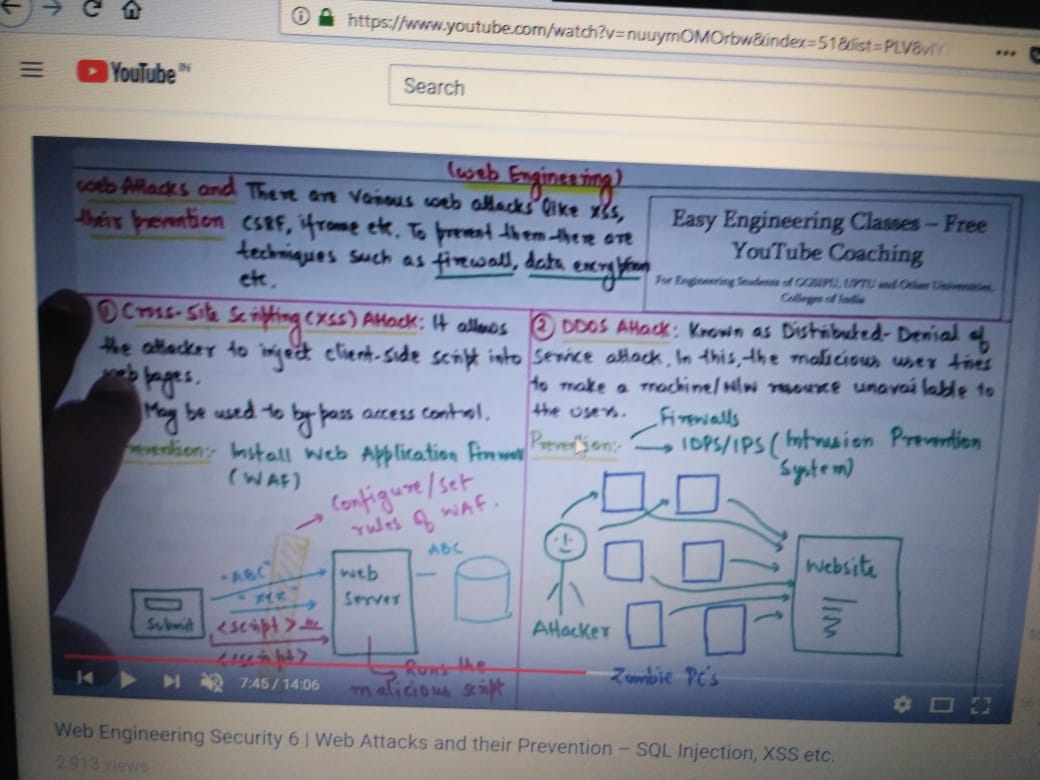 https://www.youtube.com/watch?v=nuuymOMOrbw&index=51&list=PLV8vIY
YouTube IN
Search
(Web Engineering)
Web Attacks and their Prevention
There are various web attacks like XSS,
CSRF, iframe etc. To prevent them there are
techniques such as firewall, data encryption
etc.
Easy Engineering Classes – Free
YouTube Coaching
For Engineering Students of GGSIPU, UPTU and Other Universities,
Colleges of India
① Cross-Site Scripting (XSS) Attack: It allows
the attacker to inject client-side script into
web pages.
May be used to by pass access control.
Prevention:- Install Web Application Firewall
(WAF)
Configure/set
rules of WAF.
"ABC"
"XYZ"
<script>
<script>
Submit
Web
Server
ABC
Runs the
malicious script
② DDOS Attack: Known as Distributed-Denial of
Service attack. In this, the malicious user tries
to make a machine/N/W resource unavailable to
the users.
Prevention:-
Firewalls
IDPS/IPS (Intrusion Prevention
System)
Attacker
Website
Zombie PC's
7:45 / 14:06
Web Engineering Security 6 | Web Attacks and their Prevention – SQL Injection, XSS etc.
2,913 views